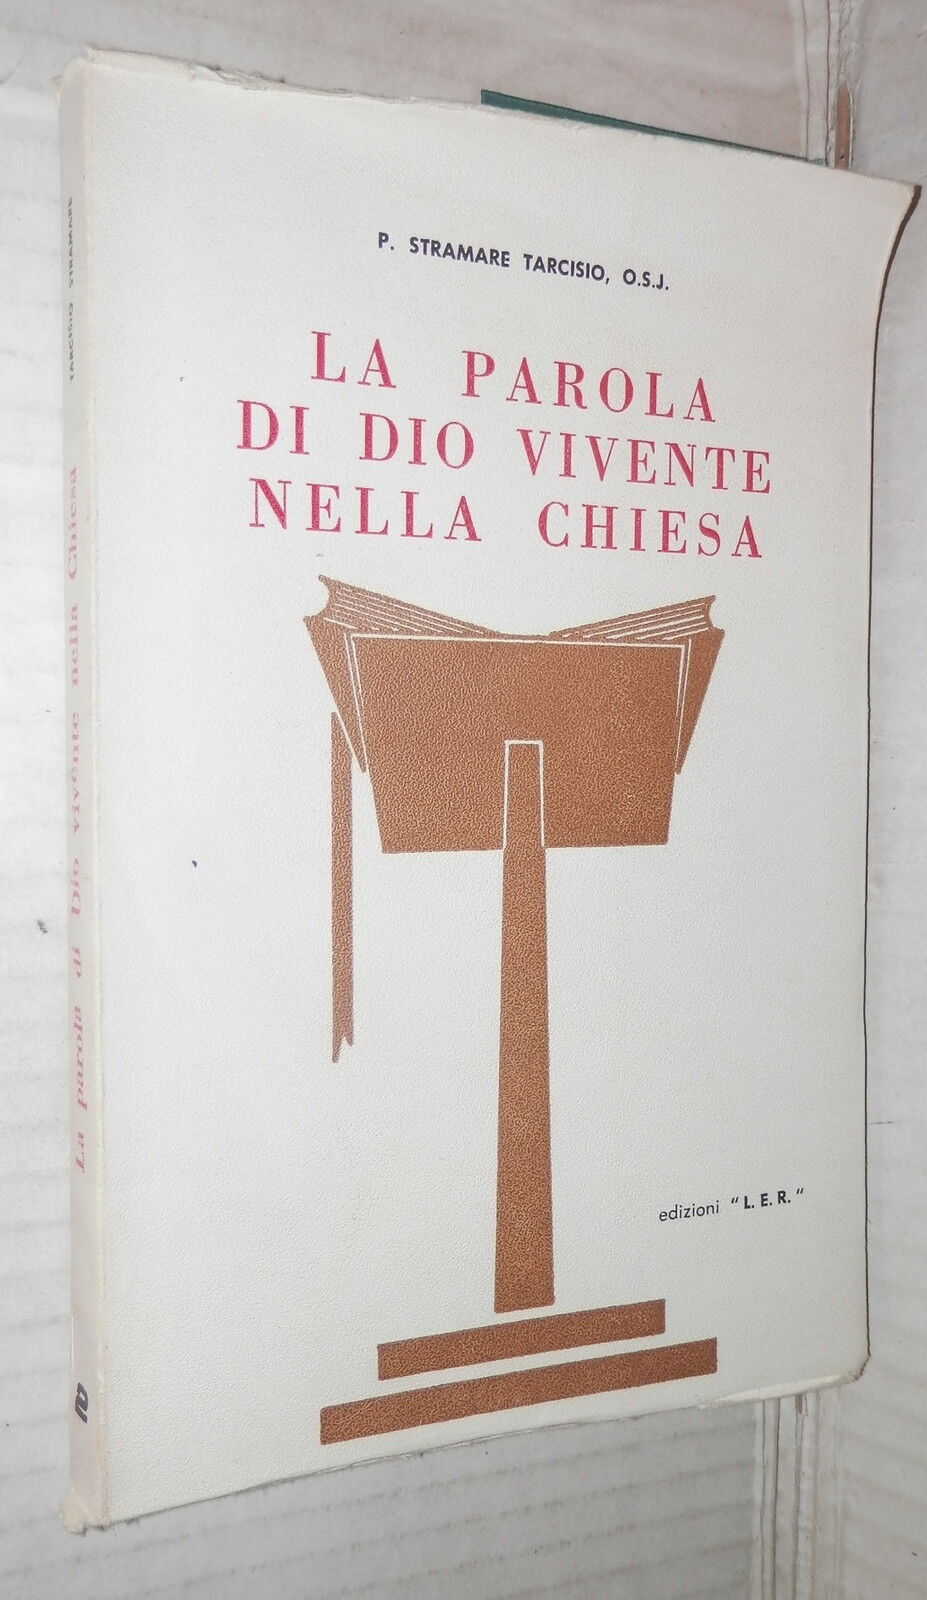 P. STRAMARE TARCISIO, O.S.J.
LA PAROLA
DI DIO VIVENTE
NELLA CHIESA
edizioni "L.E.R."
TARCISIO STRAMARE
La parola di Dio vivente nella Chiesa
2